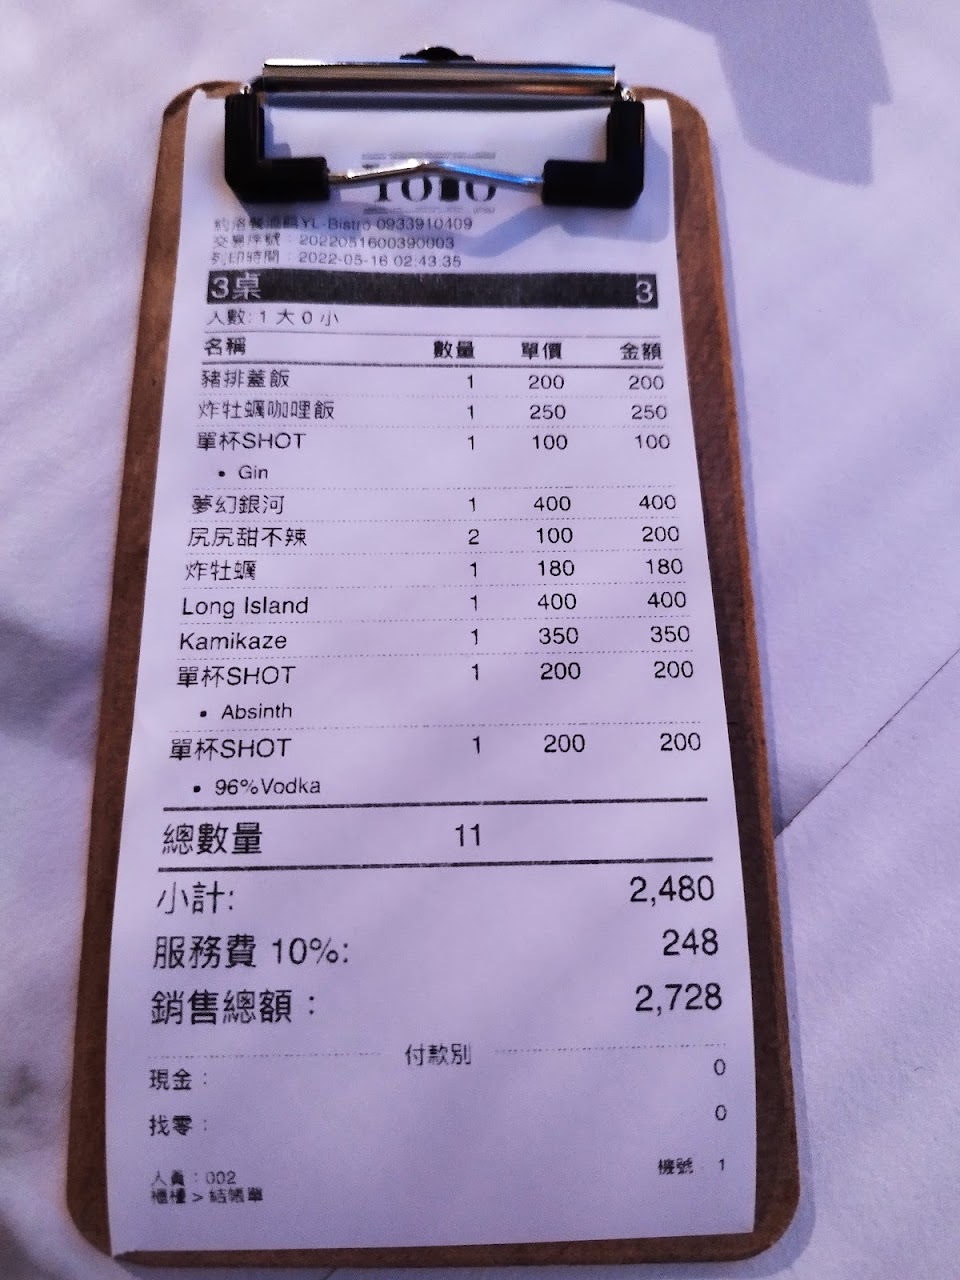 約洛餐酒館YL-Bistro 0933910409
交易序號：2022051600390003
列印時間：2022-05-16 02:43:35
3桌 3
人數: 1 大 0 小
名稱 數量 單價 金額
豬排蓋飯 1 200 200
炸牡蠣咖哩飯 1 250 250
單杯SHOT 1 100 100
• Gin
夢幻銀河 1 400 400
尻尻甜不辣 2 100 200
炸牡蠣 1 180 180
Long Island 1 400 400
Kamikaze 1 350 350
單杯SHOT 1 200 200
• Absinth
單杯SHOT 1 200 200
• 96%Vodka
總數量 11
小計: 2,480
服務費 10%: 248
銷售總額： 2,728
付款別
現金： 0
找零： 0
人員：002 機號：1
櫃檯 > 結帳單